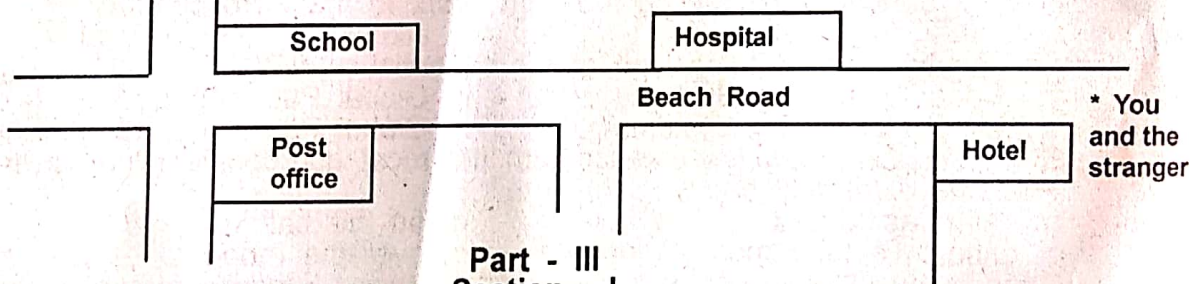 School
Hospital
Beach Road
* You
and the
stranger
Post
office
Hotel
Part - III